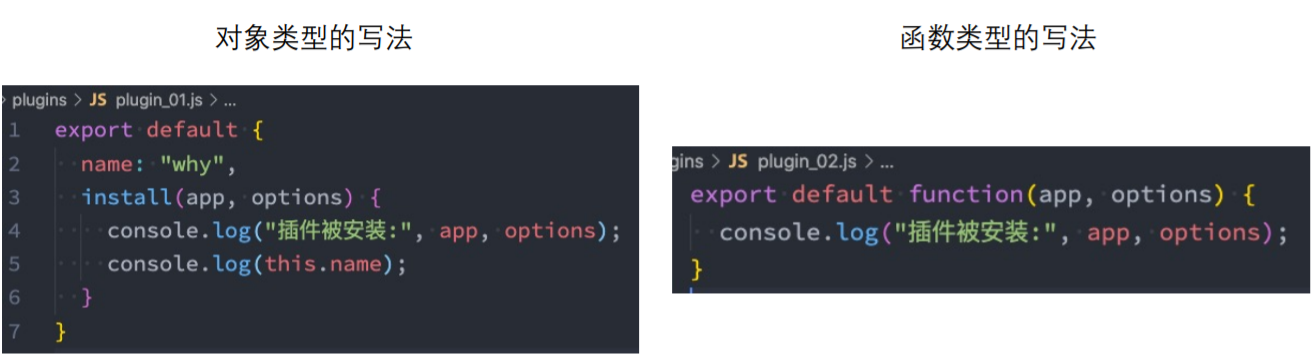 对象类型的写法
plugins > JS plugin_01.js > ...
1 export default {
2 name: "why",
3 install(app, options) {
4 console.log("插件被安装:", app, options);
5 console.log(this.name);
6 }
7 }
函数类型的写法
gins > JS plugin_02.js > ...
export default function(app, options) {
console.log("插件被安装:", app, options);
}